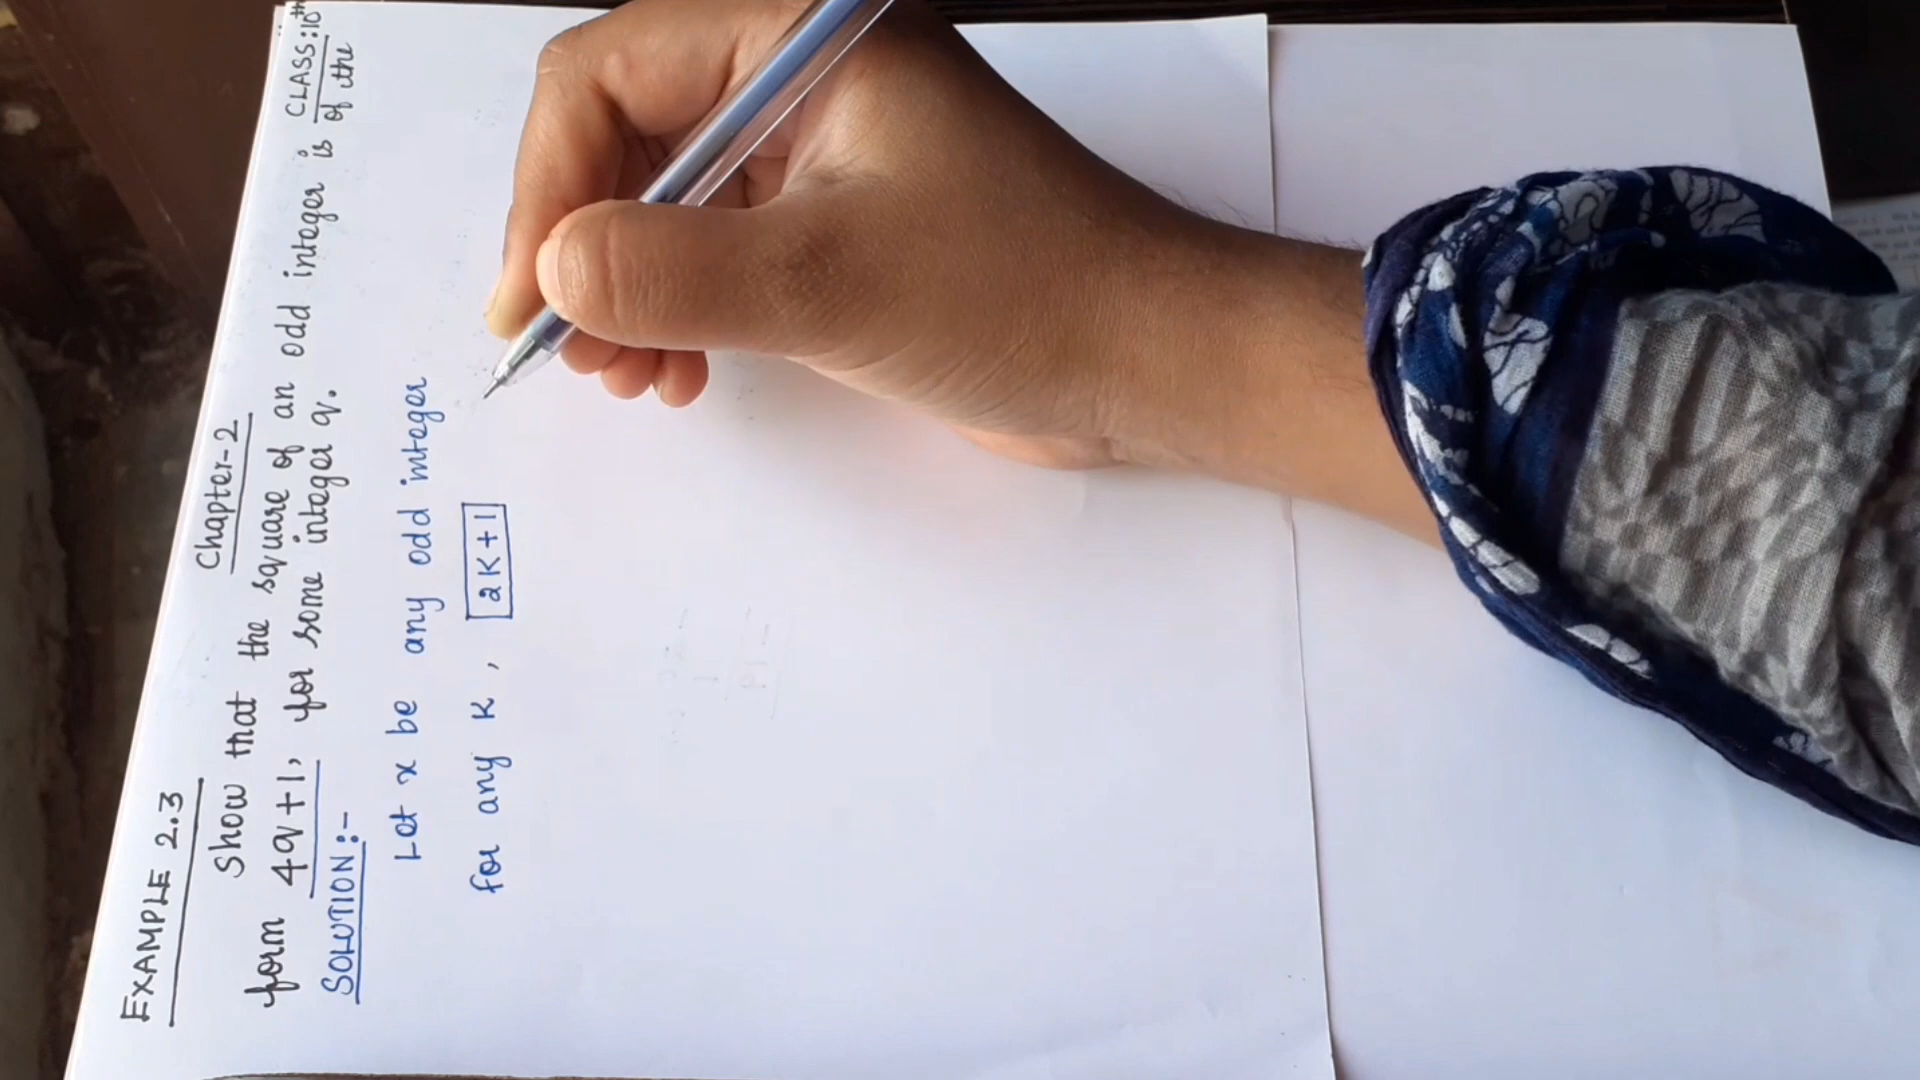 CLASS:10th
Chapter-2
EXAMPLE 2.3
Show that the square of an odd integer is of the
form 4q+1, for some integer q.
SOLUTION:-
Let x be any odd integer
for any K, 2K+1